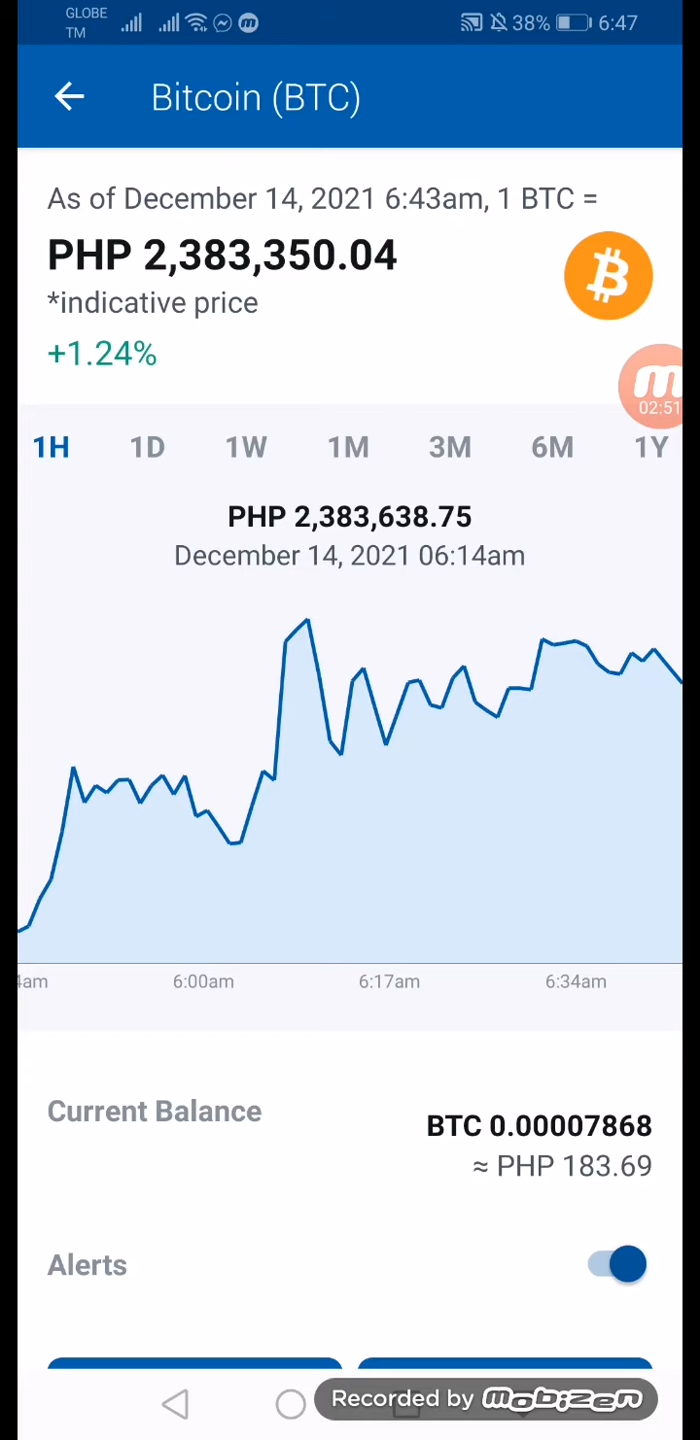 GLOBE
TM
38% 6:47
Bitcoin (BTC)
As of December 14, 2021 6:43am, 1 BTC =
PHP 2,383,350.04
*indicative price
+1.24%
02:51
1H 1D 1W 1M 3M 6M 1Y
PHP 2,383,638.75
December 14, 2021 06:14am
4am 6:00am 6:17am 6:34am
Current Balance
BTC 0.00007868
≈ PHP 183.69
Alerts
Recorded by Mobizen